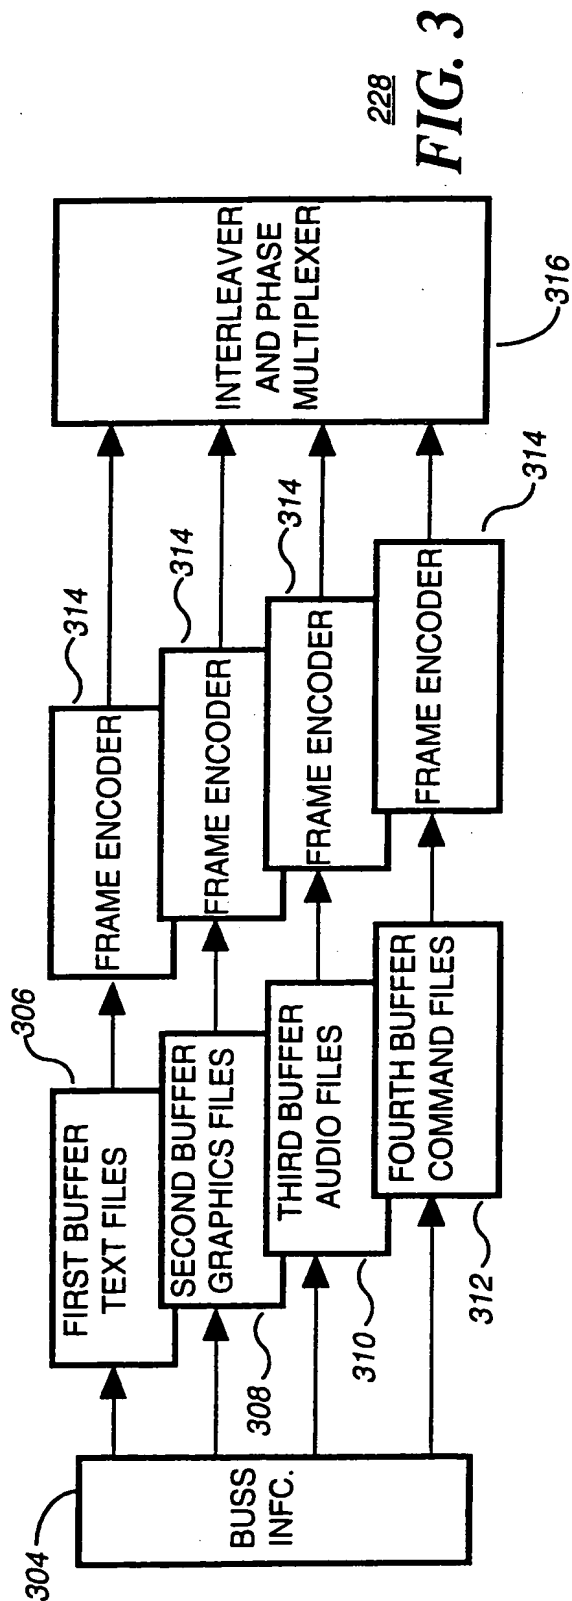 304
BUSS
INFC.
306
FIRST BUFFER
TEXT FILES
SECOND BUFFER
GRAPHICS FILES
308
THIRD BUFFER
AUDIO FILES
310
FOURTH BUFFER
COMMAND FILES
312
FRAME ENCODER
314
FRAME ENCODER
314
FRAME ENCODER
314
FRAME ENCODER
314
INTERLEAVER
AND PHASE
MULTIPLEXER
316
228
FIG. 3